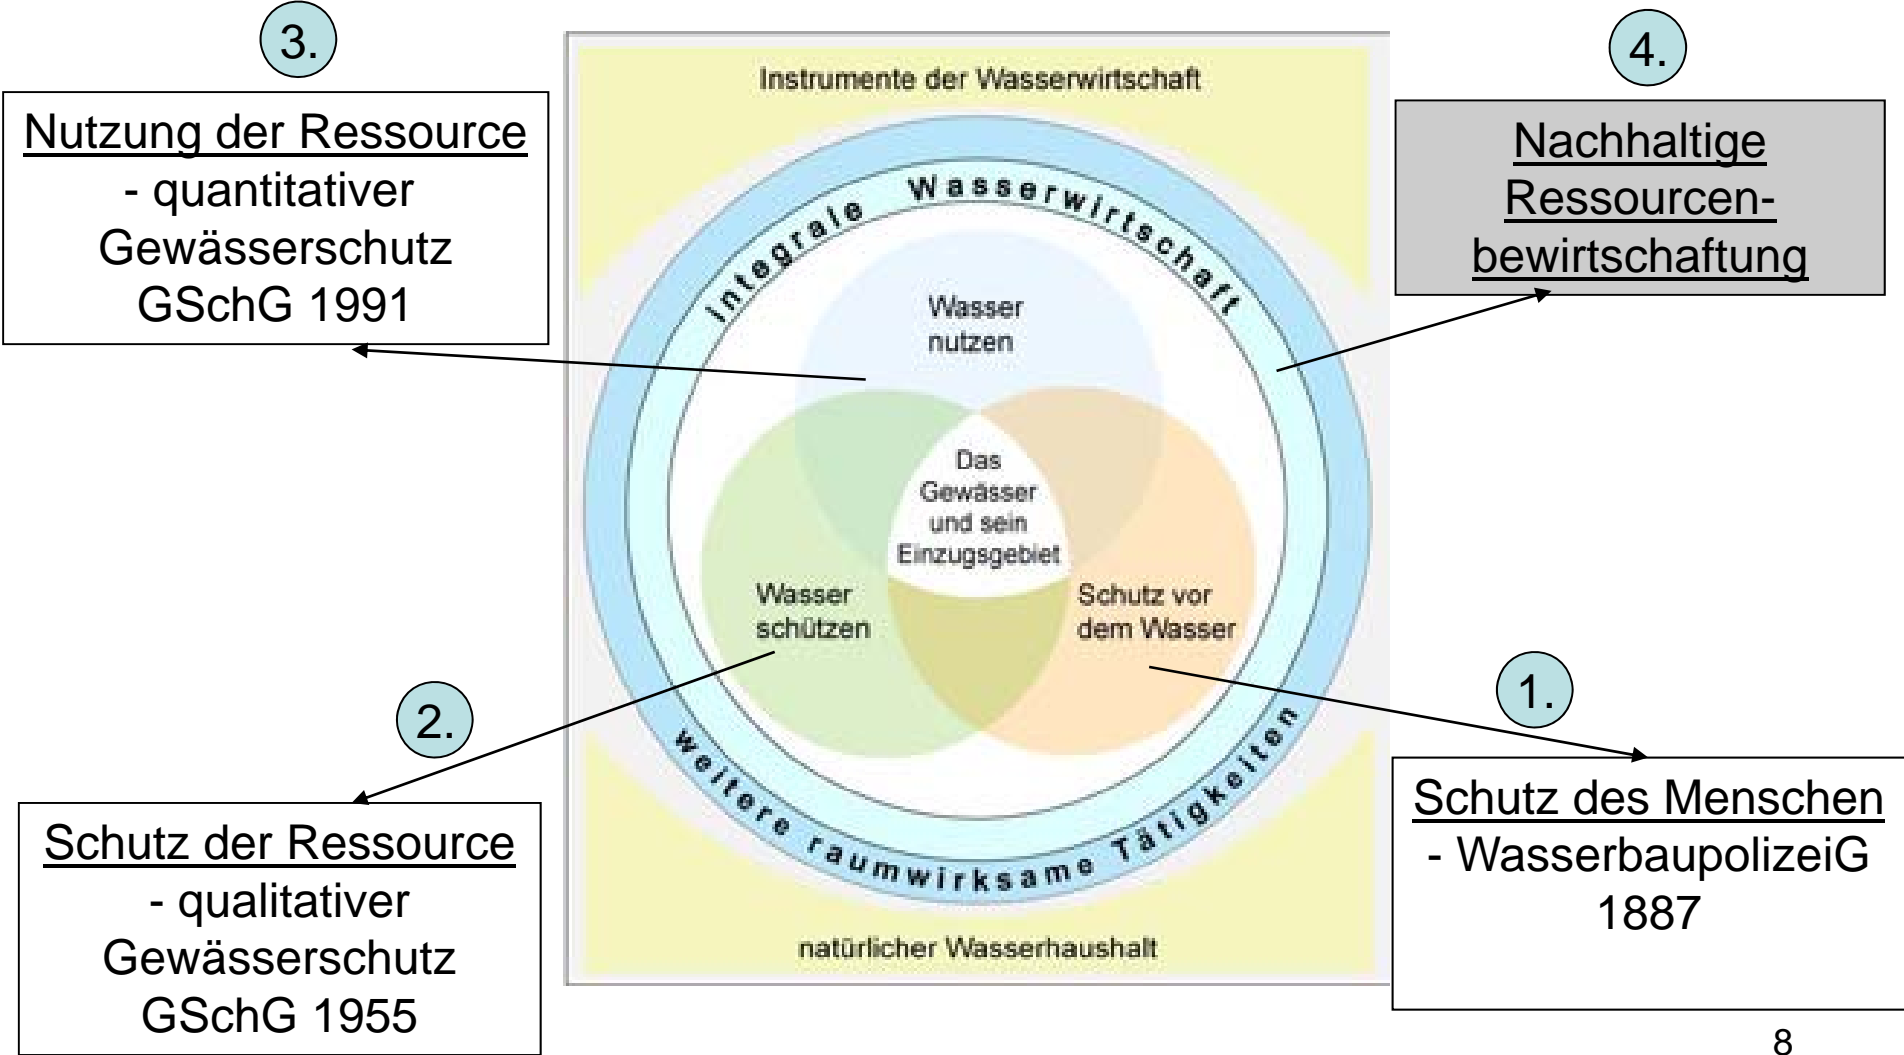 3.
Nutzung der Ressource
- quantitativer
Gewässerschutz
GSchG 1991
Instrumente der Wasserwirtschaft
4.
Nachhaltige
Ressourcen-
bewirtschaftung
Integrale Wasserwirtschaft
Wasser
nutzen
Das
Gewässer
und sein
Einzugsgebiet
Wasser
schützen
Schutz vor
dem Wasser
2.
Schutz der Ressource
- qualitativer
Gewässerschutz
GSchG 1955
weitere raumwirksame Tätigkeiten
natürlicher Wasserhaushalt
1.
Schutz des Menschen
- WasserbaupolizeiG
1887
8